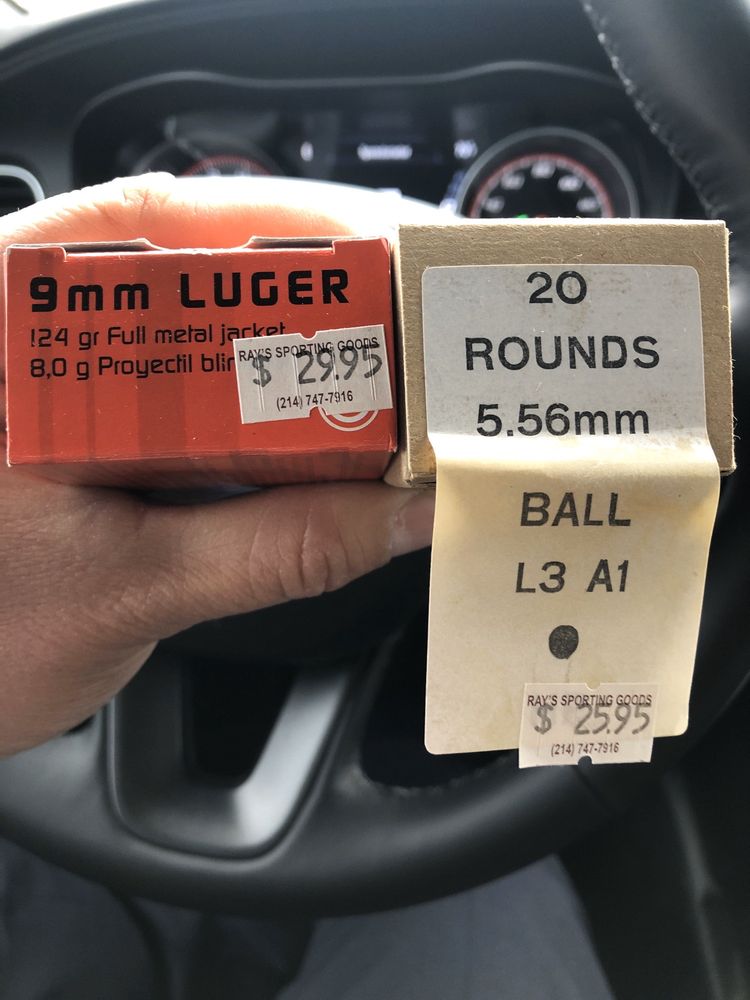 9mm LUGER
124 gr Full metal jacket
8,0 g Proyectil
RAY'S SPORTING GOODS
$ 29.95
(214) 747-7916
20
ROUNDS
5.56mm
BALL
L3 A1
RAY'S SPORTING GOODS
$ 25.95
(214) 747-7916